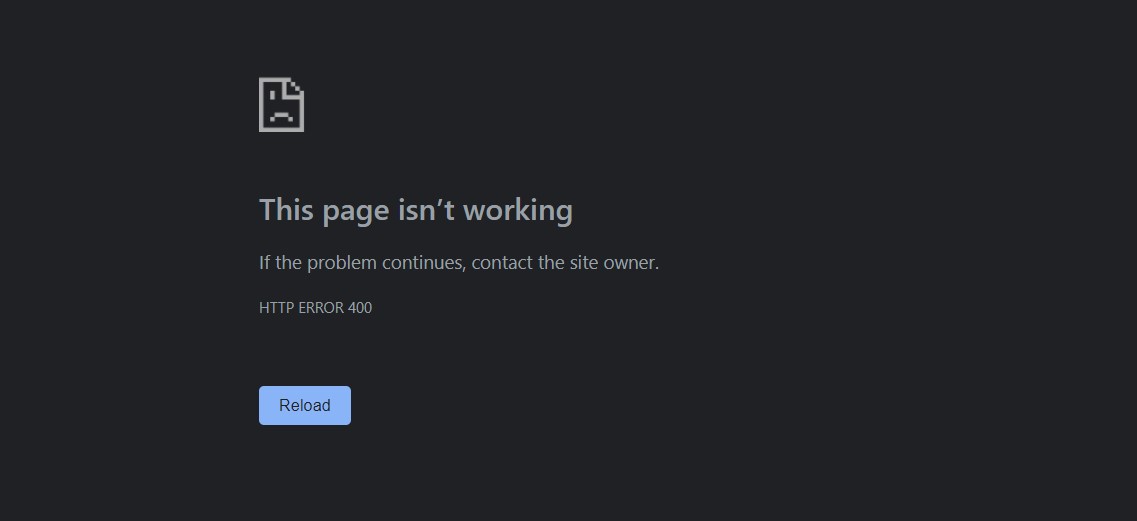 This page isn’t working
If the problem continues, contact the site owner.
HTTP ERROR 400
Reload